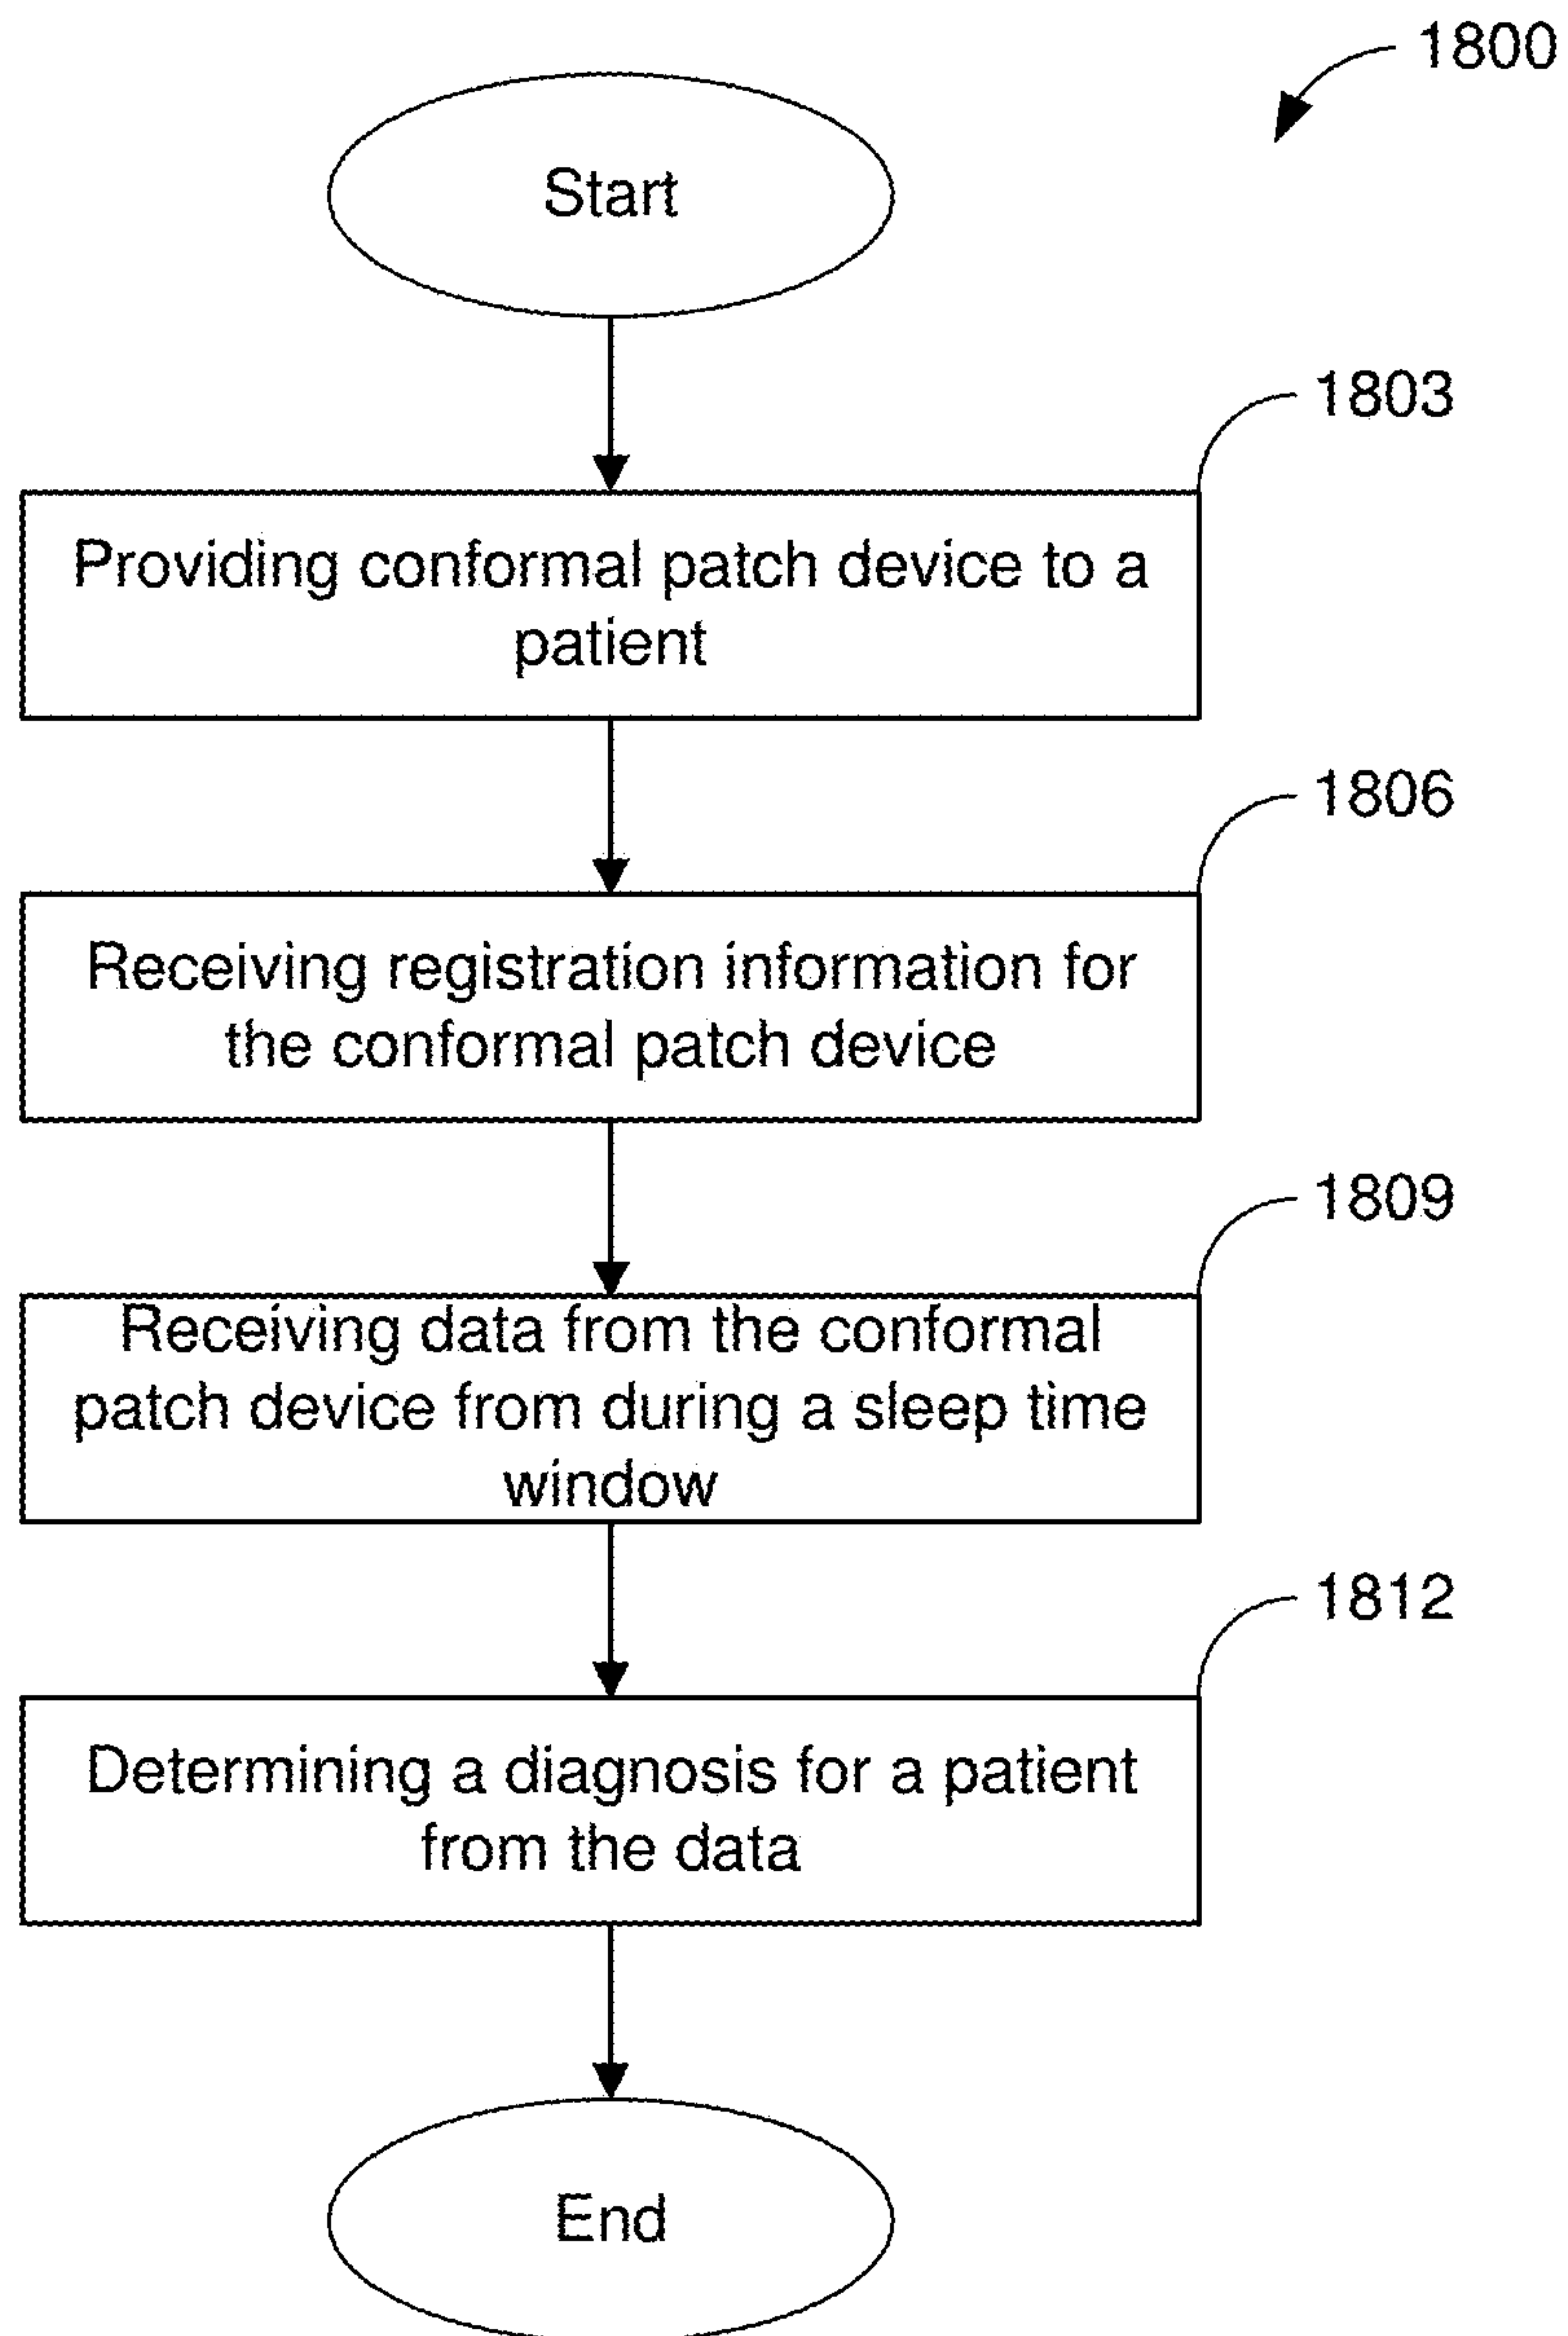 1800
Start
1803
Providing conformal patch device to a
patient
1806
Receiving registration information for
the conformal patch device
1809
Receiving data from the conformal
patch device from during a sleep time
window
1812
Determining a diagnosis for a patient
from the data
End